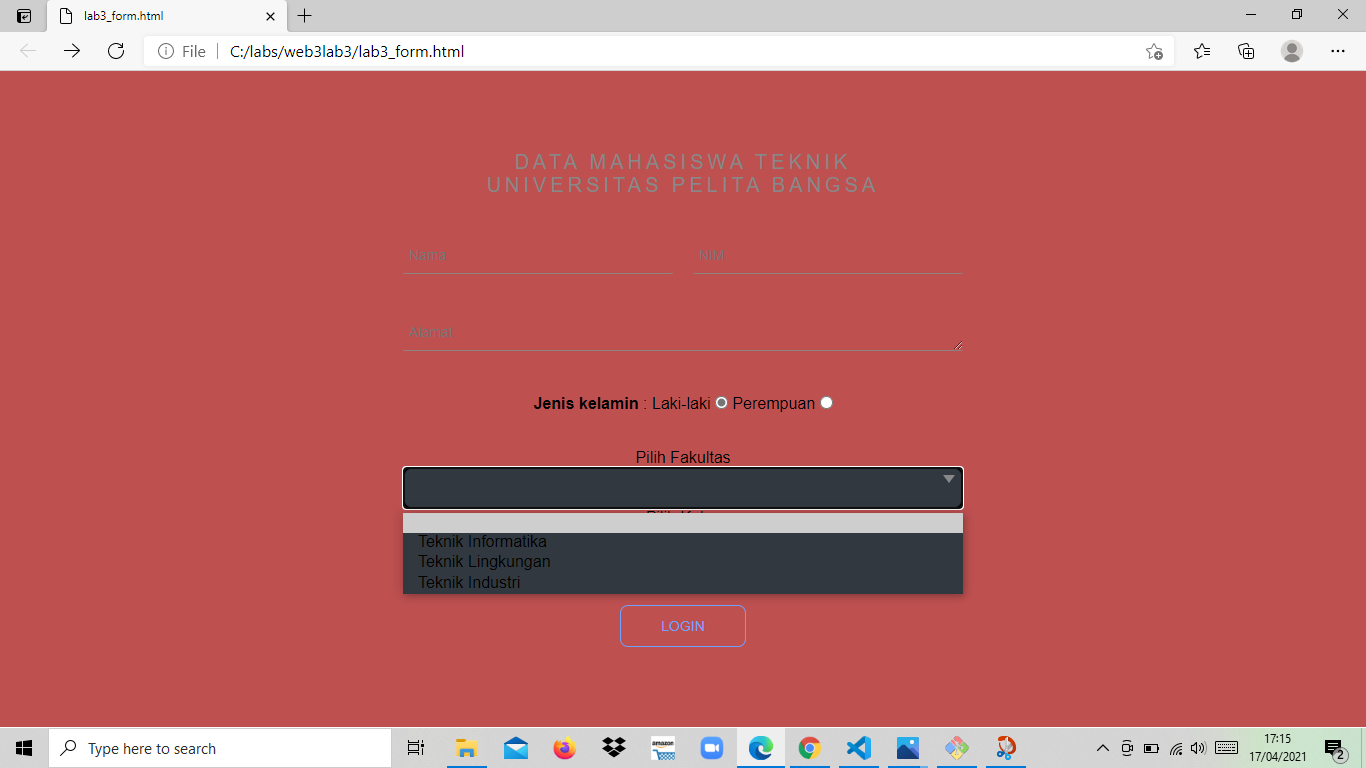 lab3_form.html
File
C:/labs/web3lab3/lab3_form.html
DATA MAHASISWA TEKNIK
UNIVERSITAS PELITA BANGSA
Nama
NIM
Alamat
Jenis kelamin : Laki-laki Perempuan
Pilih Fakultas
Teknik Informatika
Teknik Lingkungan
Teknik Industri
LOGIN
Type here to search
amazon
17:15
17/04/2021
2